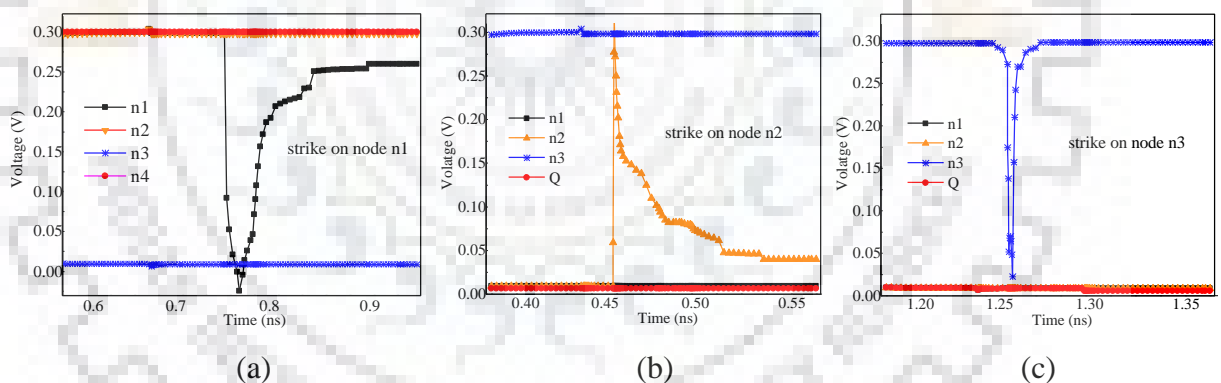 0.30
0.25
0.20
0.15
0.10
0.05
0.00
Voltage (V)
n1
n2
n3
n4
strike on node n1
0.6 0.7 0.8 0.9
Time (ns)
(a)
0.30
0.25
0.20
0.15
0.10
0.05
0.00
Volatge (V)
n1
n2
n3
Q
strike on node n2
0.40 0.45 0.50 0.55
Time (ns)
(b)
0.30
0.25
0.20
0.15
0.10
0.05
0.00
Volatge (V)
n1
n2
n3
Q
strike on node n3
1.20 1.25 1.30 1.35
Time (ns)
(c)